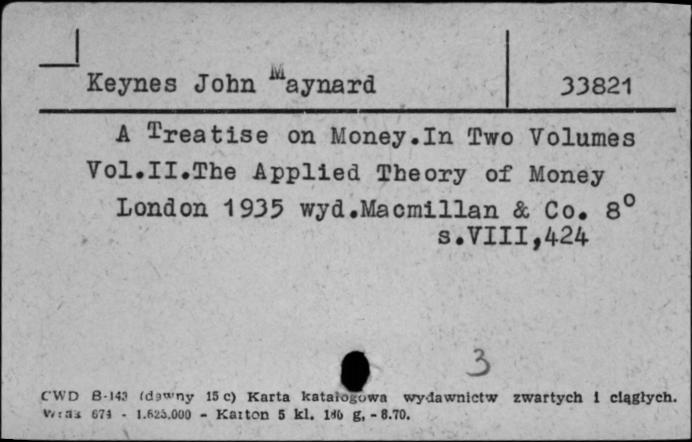 Keynes John Maynard 33821
A Treatise on Money.In Two Volumes
Vol.II.The Applied Theory of Money
London 1935 wyd.Macmillan & Co. 8°
s.VIII,424
3
CWD B-143 (dawny 15 c) Karta katalogowa wydawnictw zwartych i ciągłych.
674 - 1.625.000 - Karton 5 kl. g, - 8.70.